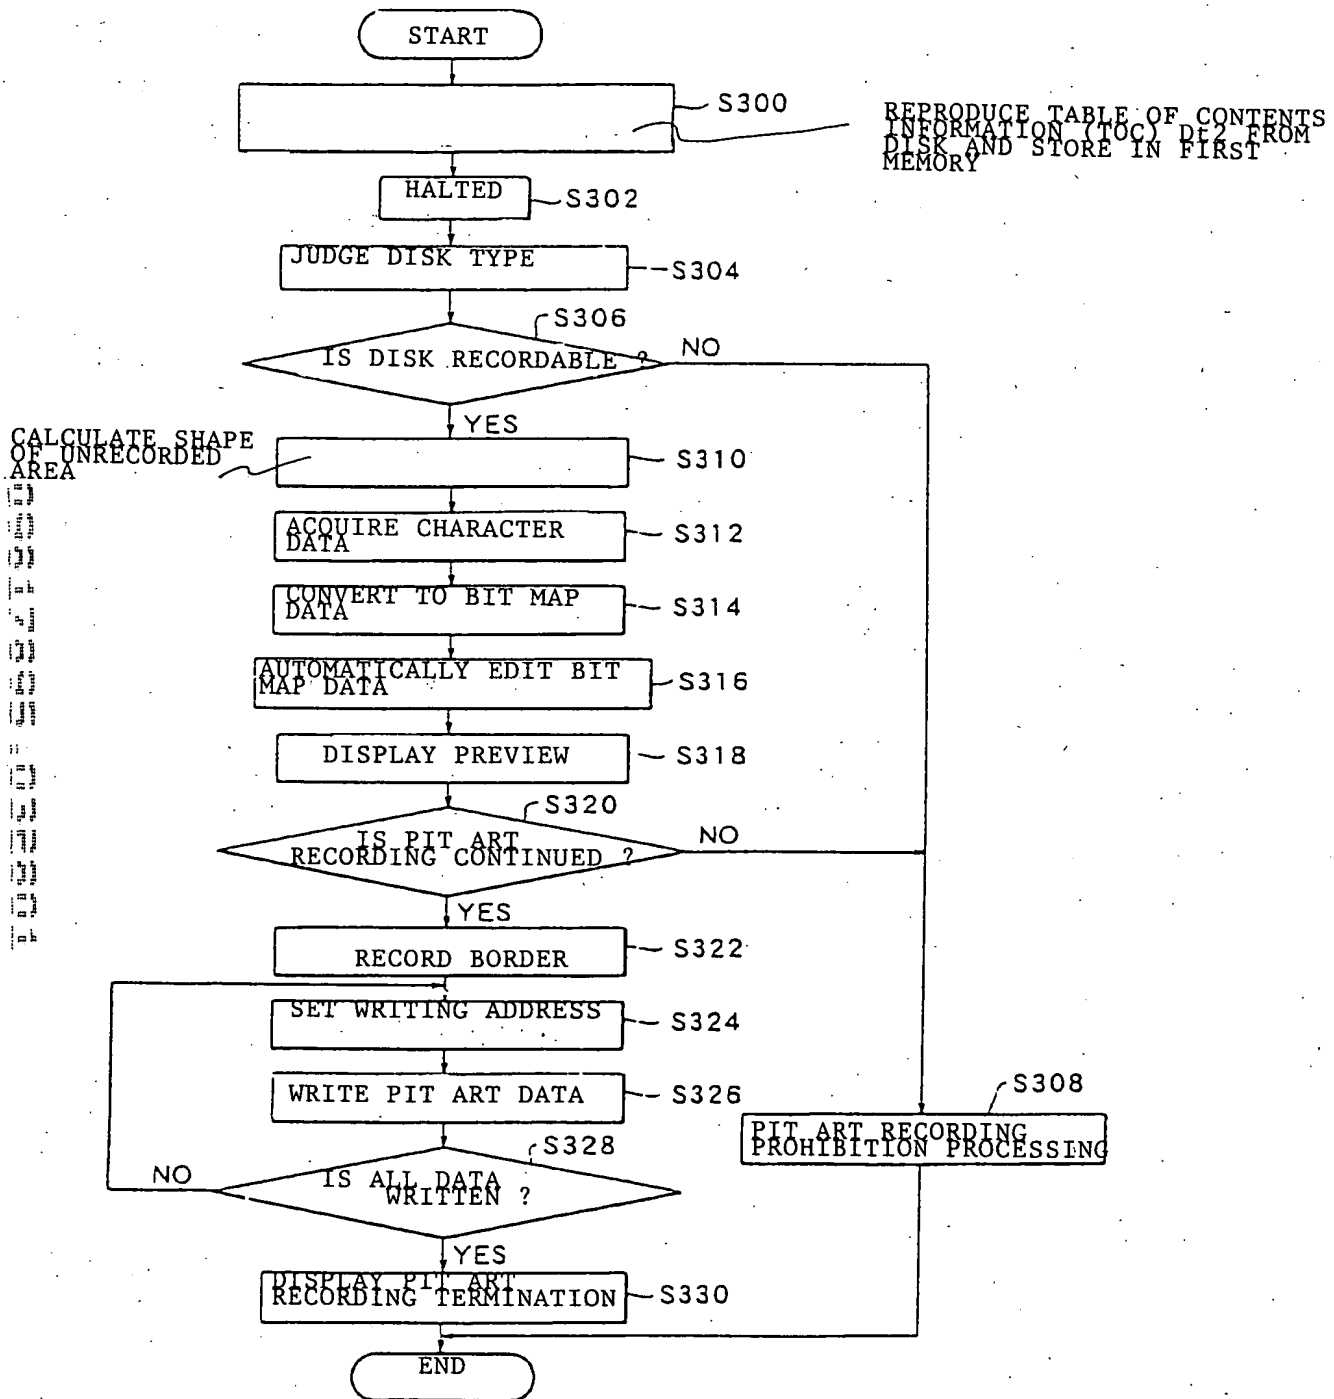 START
S300
REPRODUCE TABLE OF CONTENTS
INFORMATION (TOC) Dt2 FROM
DISK AND STORE IN FIRST
MEMORY
HALTED
S302
JUDGE DISK TYPE
S304
S306
IS DISK RECORDABLE ?
NO
YES
CALCULATE SHAPE
OF UNRECORDED
AREA
S310
ACQUIRE CHARACTER
DATA
S312
CONVERT TO BIT MAP
DATA
S314
AUTOMATICALLY EDIT BIT
MAP DATA
S316
DISPLAY PREVIEW
S318
S320
IS PIT ART
RECORDING CONTINUED ?
NO
YES
RECORD BORDER
S322
SET WRITING ADDRESS
S324
WRITE PIT ART DATA
S326
S308
PIT ART RECORDING
PROHIBITION PROCESSING
S328
IS ALL DATA
WRITTEN ?
NO
YES
DISPLAY PIT ART
RECORDING TERMINATION
S330
END